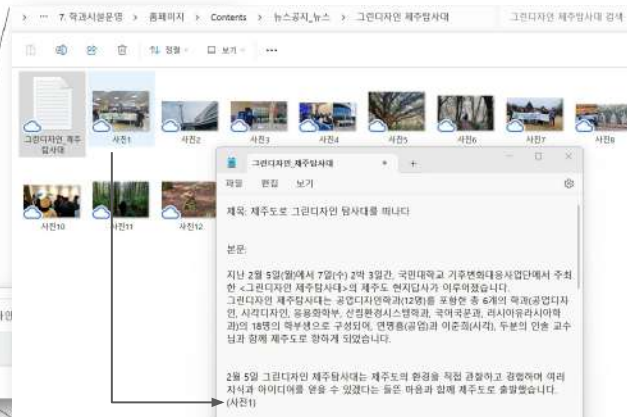 7. 학과시설운영 > 홈페이지 > Contents > 뉴스공지_뉴스 > 그린디자인 제주탐사대
그린디자인 제주탐사대 검색
정렬 보기
그린디자인_제주탐사대
사진1 사진2 사진3 사진4 사진5 사진6 사진7 사진8
사진10 사진11 사진12
그린디자인_제주탐사대
파일 편집 보기
제목: 제주도로 그린디자인 탐사대를 떠나다
본문:
지난 2월 5일(월)에서 7일(수) 2박 3일간, 국민대학교 기후변화대응사업단에서 주최
한 <그린디자인 제주탐사대>의 제주도 현지답사가 이루어졌습니다.
그린디자인 제주탐사대는 공업디자인학과(12명)를 포함한 총 6개의 학과(공업디자
인, 시각디자인, 응용화학부, 산림환경시스템학과, 국어국문과, 러시아유라시아학
과)의 18명의 학부생으로 구성되어, 연명흠(공업)과 이준희(시각), 두분의 인솔 교수
님과 함께 제주도로 향하게 되었습니다.
2월 5일 그린디자인 제주탐사대는 제주도의 환경을 직접 관찰하고 경험하며 여러
지식과 아이디어를 얻을 수 있겠다는 들뜬 마음과 함께 제주도로 출발했습니다.
(사진1)